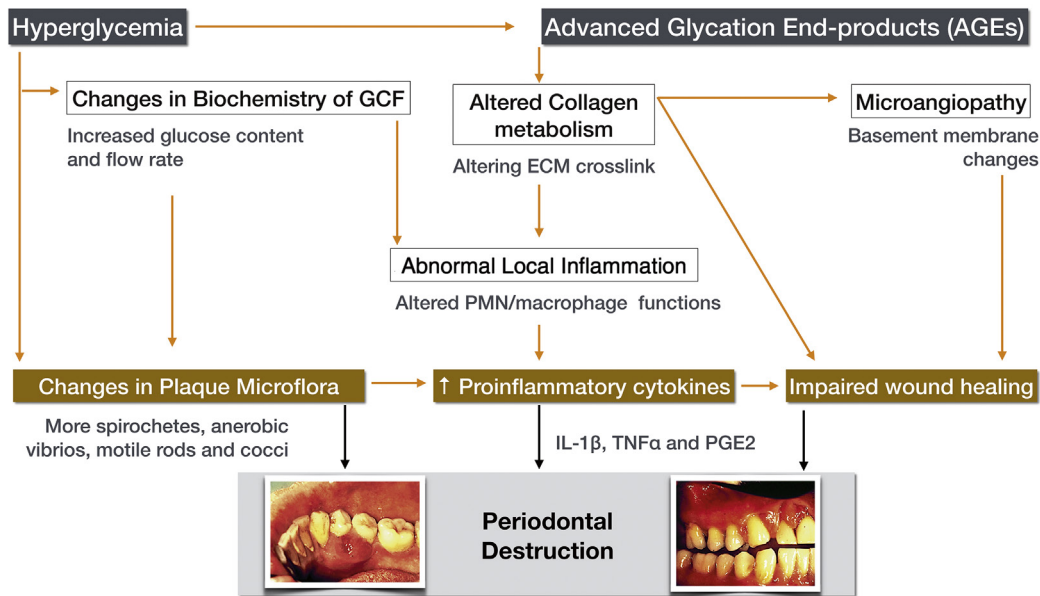 Hyperglycemia
Advanced Glycation End-products (AGEs)
Changes in Biochemistry of GCF
Increased glucose content
and flow rate
Altered Collagen
metabolism
Altering ECM crosslink
Microangiopathy
Basement membrane
changes
Abnormal Local Inflammation
Altered PMN/macrophage functions
Changes in Plaque Microflora
More spirochetes, anerobic
vibrios, motile rods and cocci
↑ Proinflammatory cytokines
IL-1β, TNFα and PGE2
Impaired wound healing
Periodontal
Destruction